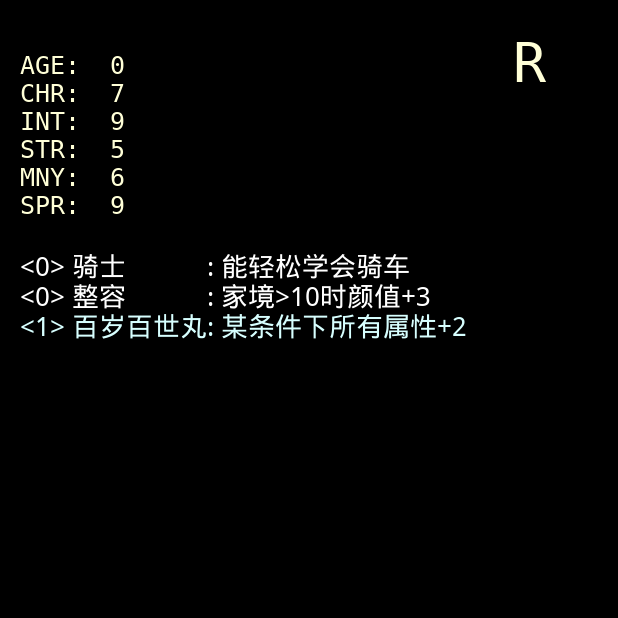 R
AGE: 0
CHR: 7
INT: 9
STR: 5
MNY: 6
SPR: 9
<0> 骑士 : 能轻松学会骑车
<0> 整容 : 家境>10时颜值+3
<1> 百岁百世丸: 某条件下所有属性+2